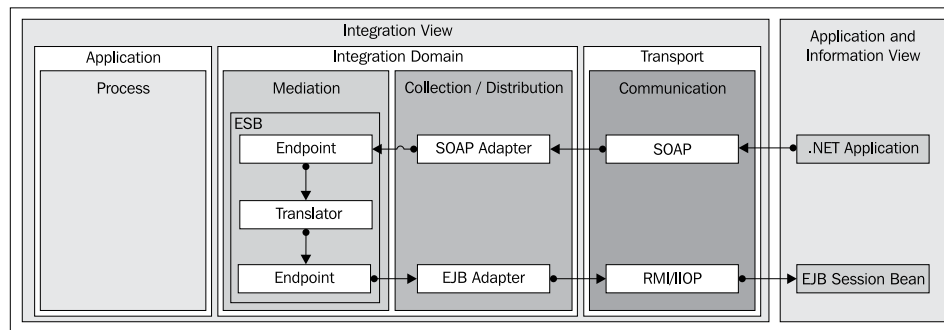 Integration View
Application and
Information View
Application
Integration Domain
Transport
Process
Mediation
Collection / Distribution
Communication
ESB
Endpoint
SOAP Adapter
SOAP
.NET Application
Translator
Endpoint
EJB Adapter
RMI/IIOP
EJB Session Bean